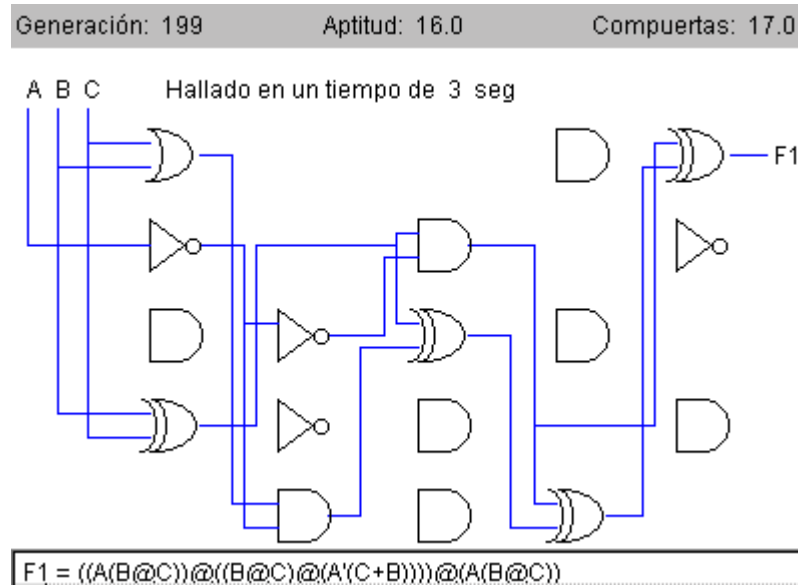 Generación: 199 Aptitud: 16.0 Compuertas: 17.0
A B C Hallado en un tiempo de 3 seg
F1
F1 = ((A(B@C))@((B@C)@(A'(C+B))))@(A(B@C))